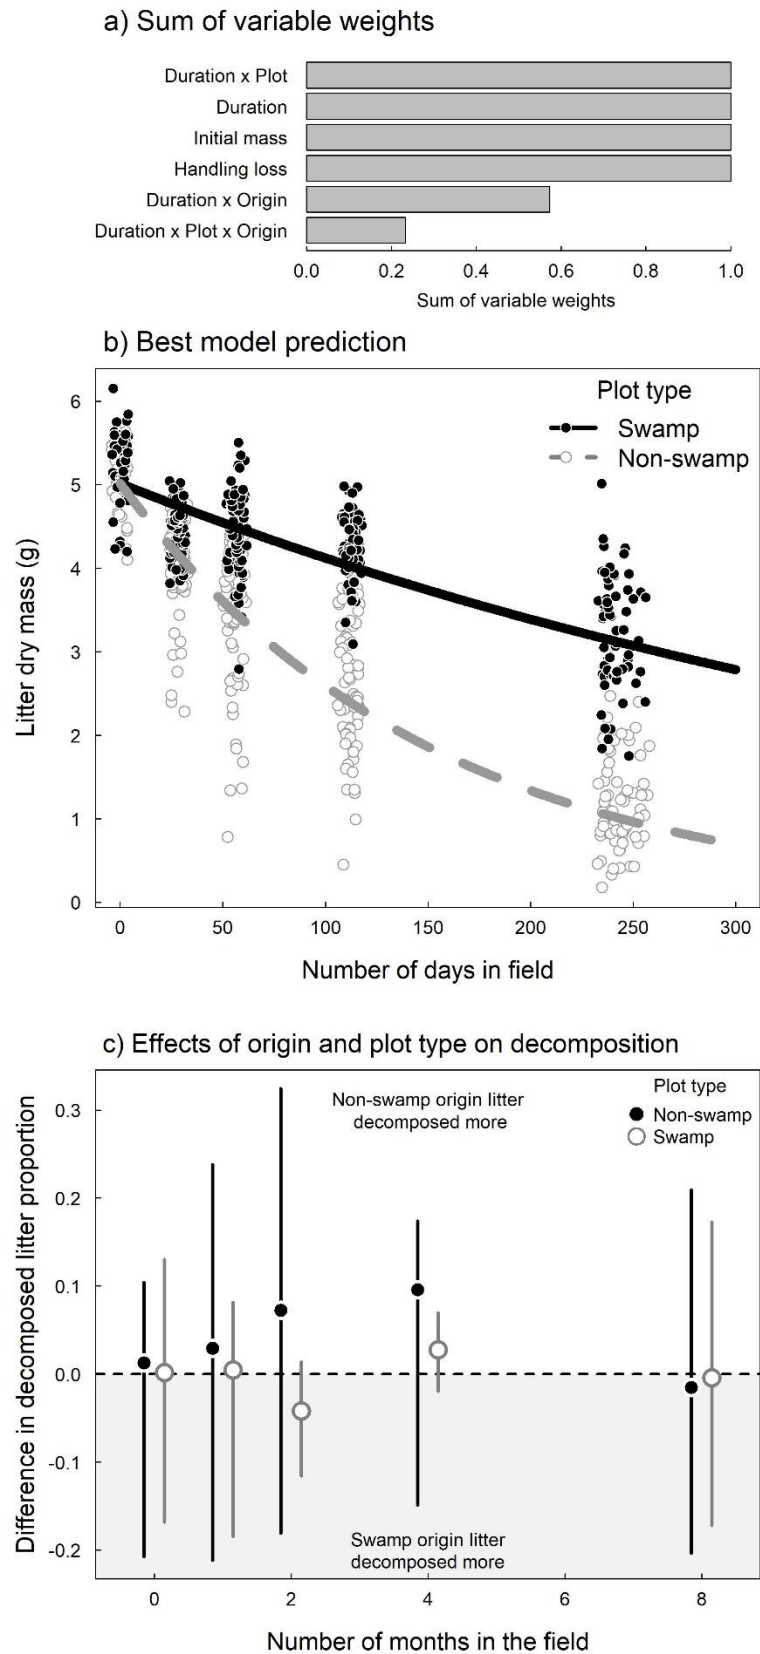 a) Sum of variable weights
Duration x Plot
Duration
Initial mass
Handling loss
Duration x Origin
Duration x Plot x Origin
0.0 0.2 0.4 0.6 0.8 1.0
Sum of variable weights
b) Best model prediction
Plot type
Swamp
Non-swamp
Litter dry mass (g)
6
5
4
3
2
1
0
0 50 100 150 200 250 300
Number of days in field
c) Effects of origin and plot type on decomposition
Plot type
Non-swamp
Swamp
Non-swamp origin litter
decomposed more
Difference in decomposed litter proportion
0.3
0.2
0.1
0.0
-0.1
-0.2
Swamp origin litter
decomposed more
0 2 4 6 8
Number of months in the field